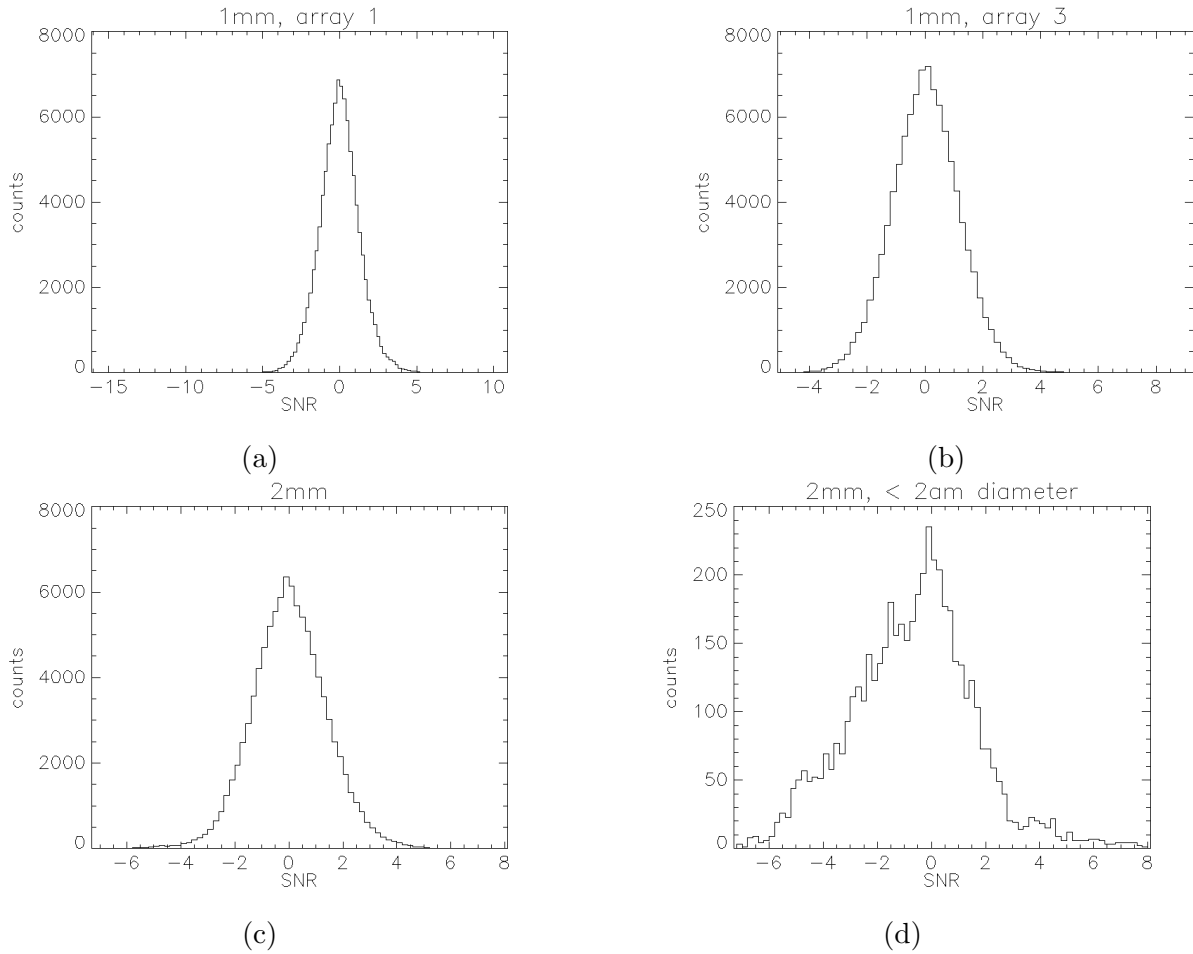 1mm, array 1
8000
6000
4000
2000
0
counts
−15 −10 −5 0 5 10
SNR
(a)
1mm, array 3
8000
6000
4000
2000
0
counts
−4 −2 0 2 4 6 8
SNR
(b)
2mm
8000
6000
4000
2000
0
counts
−6 −4 −2 0 2 4 6 8
SNR
(c)
2mm, < 2am diameter
250
200
150
100
50
0
counts
−6 −4 −2 0 2 4 6 8
SNR
(d)